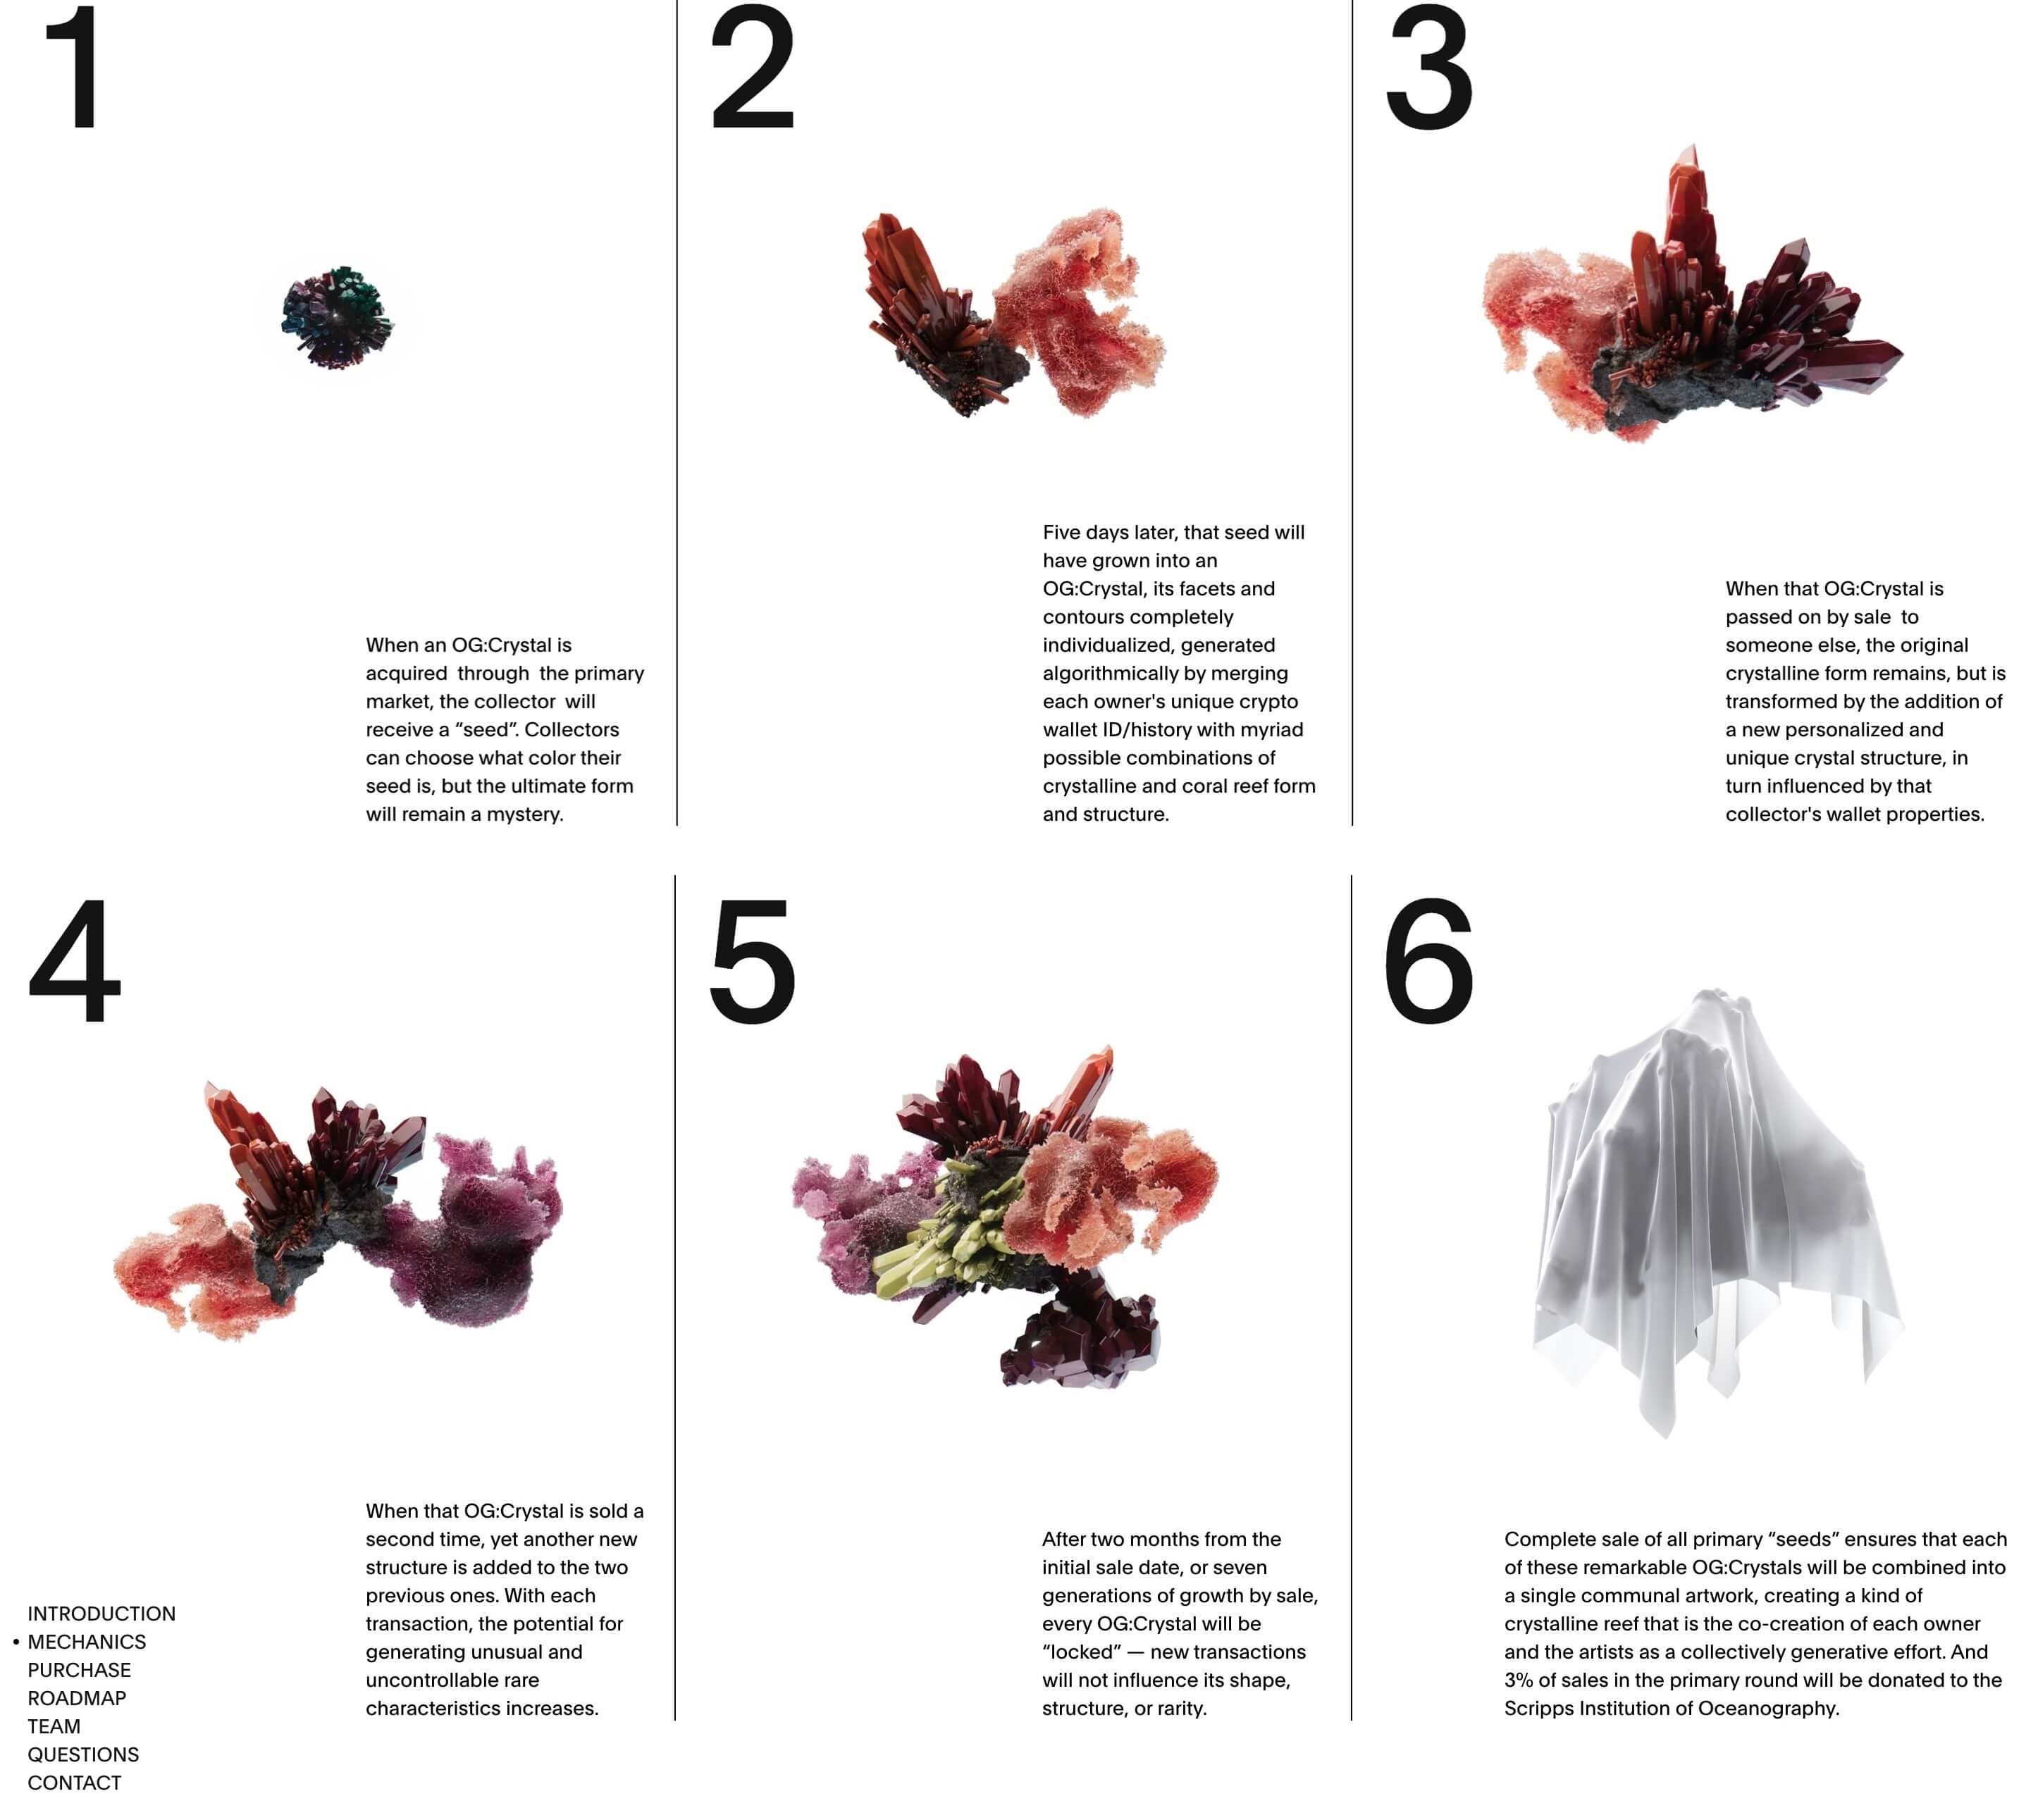 1
When an OG:Crystal is
acquired  through  the primary
market, the collector  will
receive a “seed”. Collectors
can choose what color their
seed is, but the ultimate form
will remain a mystery.
2
Five days later, that seed will
have grown into an
OG:Crystal, its facets and
contours completely
individualized, generated
algorithmically by merging
each owner's unique crypto
wallet ID/history with myriad
possible combinations of
crystalline and coral reef form
and structure.
3
When that OG:Crystal is
passed on by sale  to
someone else, the original
crystalline form remains, but is
transformed by the addition of
a new personalized and
unique crystal structure, in
turn influenced by that
collector's wallet properties.
4
When that OG:Crystal is sold a
second time, yet another new
structure is added to the two
previous ones. With each
transaction, the potential for
generating unusual and
uncontrollable rare
characteristics increases.
5
After two months from the
initial sale date, or seven
generations of growth by sale,
every OG:Crystal will be
“locked” — new transactions
will not influence its shape,
structure, or rarity.
6
Complete sale of all primary “seeds” ensures that each
of these remarkable OG:Crystals will be combined into
a single communal artwork, creating a kind of
crystalline reef that is the co-creation of each owner
and the artists as a collectively generative effort. And
3% of sales in the primary round will be donated to the
Scripps Institution of Oceanography.
INTRODUCTION
• MECHANICS
PURCHASE
ROADMAP
TEAM
QUESTIONS
CONTACT